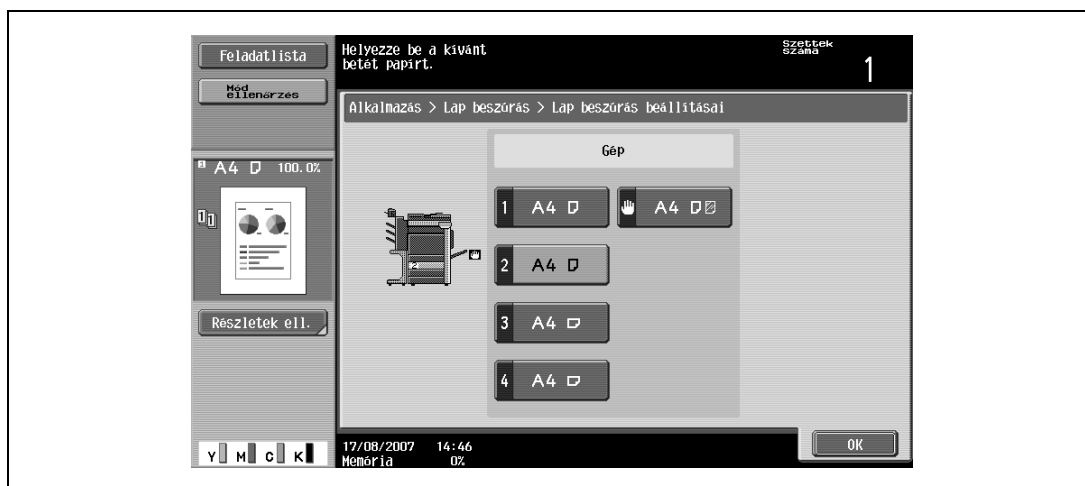 Feladatlista
Mód
ellenőrzés
Helyezze be a kívánt
betét papírt.
Szettek
száma
1
Alkalmazás > Lap beszúrás > Lap beszúrás beállításai
A4 100.0%
Gép
1 A4
A4
2 A4
3 A4
4 A4
2
Részletek ell.
Y M C K
17/08/2007 14:46
Memória 0%
OK